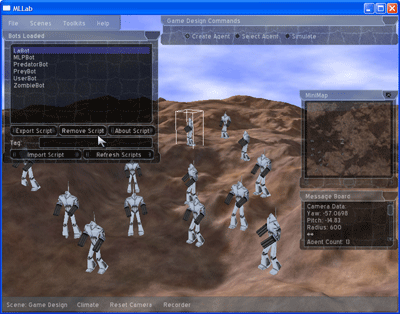 MLLab
File Scenes Toolkits Help
Game Design Commands
Create Agent Select Agent Simulate
Bots Loaded
LaBot
MLPBot
PredatorBot
PreyBot
UserBot
ZombieBot
Export Script Remove Script About Script
Tag:
Import Script Refresh Scripts
MiniMap
Message Board
Camera Data
Yaw: -57.0698
Pitch: -14.83
Radius: 600
**
Agent Count: 13
Scene: Game Design Climate Reset Camera Recorder